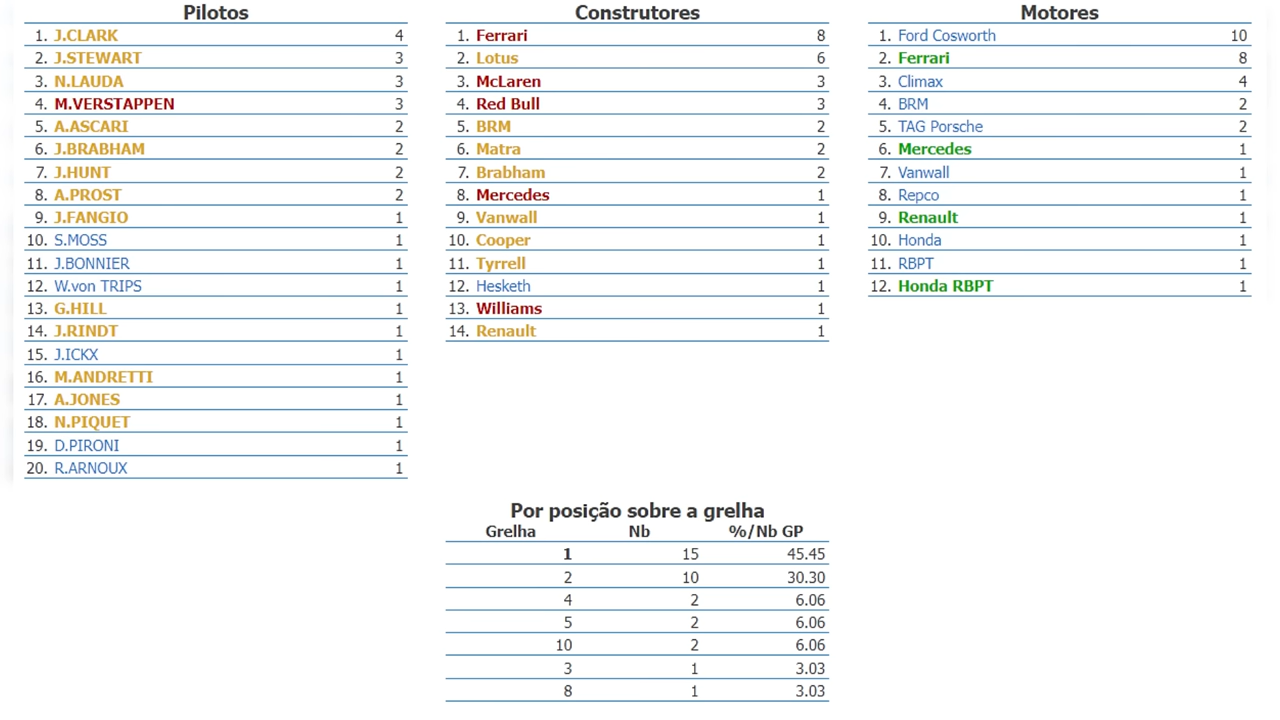 Pilotos
1. J.CLARK 4
2. J.STEWART 3
3. N.LAUDA 3
4. M.VERSTAPPEN 3
5. A.ASCARI 2
6. J.BRABHAM 2
7. J.HUNT 2
8. A.PROST 2
9. J.FANGIO 1
10. S.MOSS 1
11. J.BONNIER 1
12. W.von TRIPS 1
13. G.HILL 1
14. J.RINDT 1
15. J.ICKX 1
16. M.ANDRETTI 1
17. A.JONES 1
18. N.PIQUET 1
19. D.PIRONI 1
20. R.ARNOUX 1
Construtores
1. Ferrari 8
2. Lotus 6
3. McLaren 3
4. Red Bull 3
5. BRM 2
6. Matra 2
7. Brabham 2
8. Mercedes 1
9. Vanwall 1
10. Cooper 1
11. Tyrrell 1
12. Hesketh 1
13. Williams 1
14. Renault 1
Motores
1. Ford Cosworth 10
2. Ferrari 8
3. Climax 4
4. BRM 2
5. TAG Porsche 2
6. Mercedes 1
7. Vanwall 1
8. Repco 1
9. Renault 1
10. Honda 1
11. RBPT 1
12. Honda RBPT 1
Por posição sobre a grelha
Grelha Nb %/Nb GP
1 15 45.45
2 10 30.30
4 2 6.06
5 2 6.06
10 2 6.06
3 1 3.03
8 1 3.03